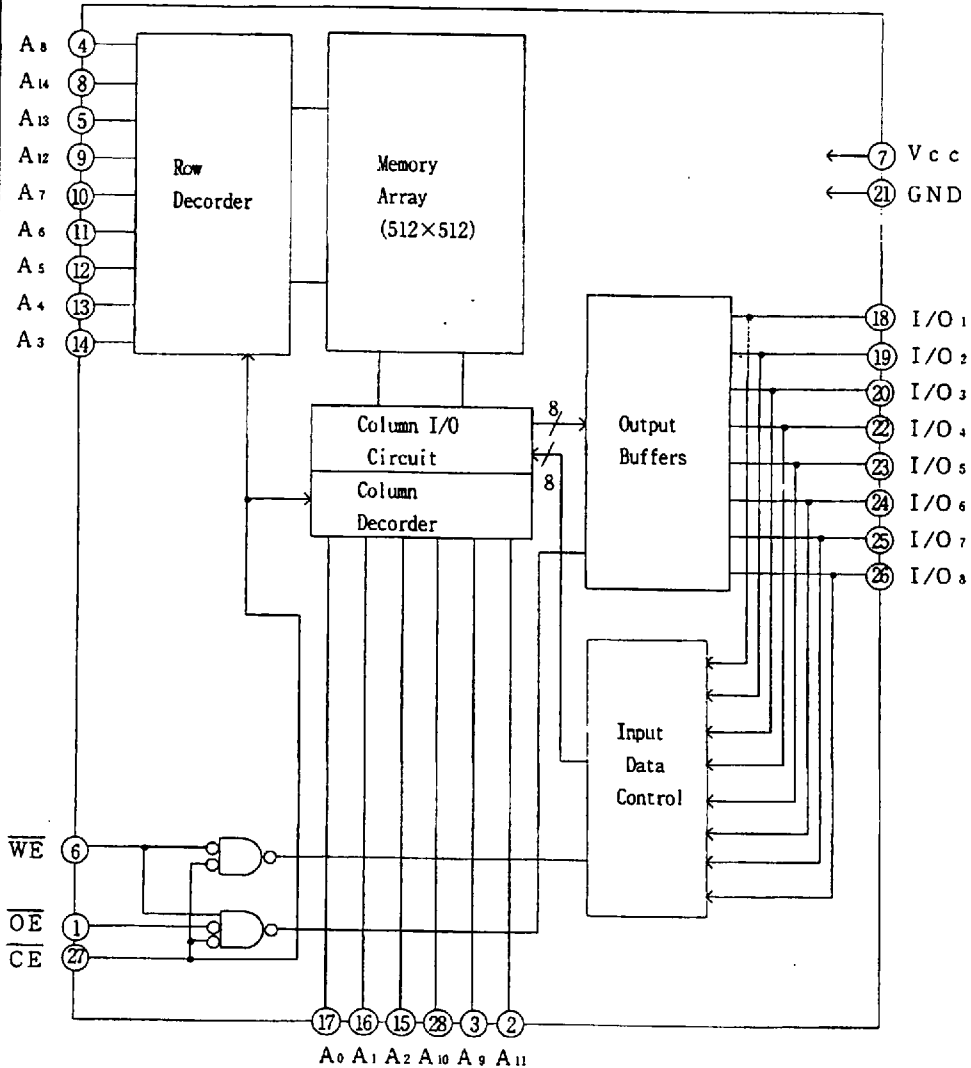 A8 4
A14 8
A13 5
A12 9
A7 10
A6 11
A5 12
A4 13
A3 14
Row
Decorder
Memory
Array
(512×512)
7 Vcc
21 GND
Column I/O
Circuit
Column
Decorder
8
8
Output
Buffers
18 I/O1
19 I/O2
20 I/O3
22 I/O4
23 I/O5
24 I/O6
25 I/O7
26 I/O8
Input
Data
Control
WE 6
OE 1
CE 27
17 16 15 28 3 2
A0 A1 A2 A10 A9 A11